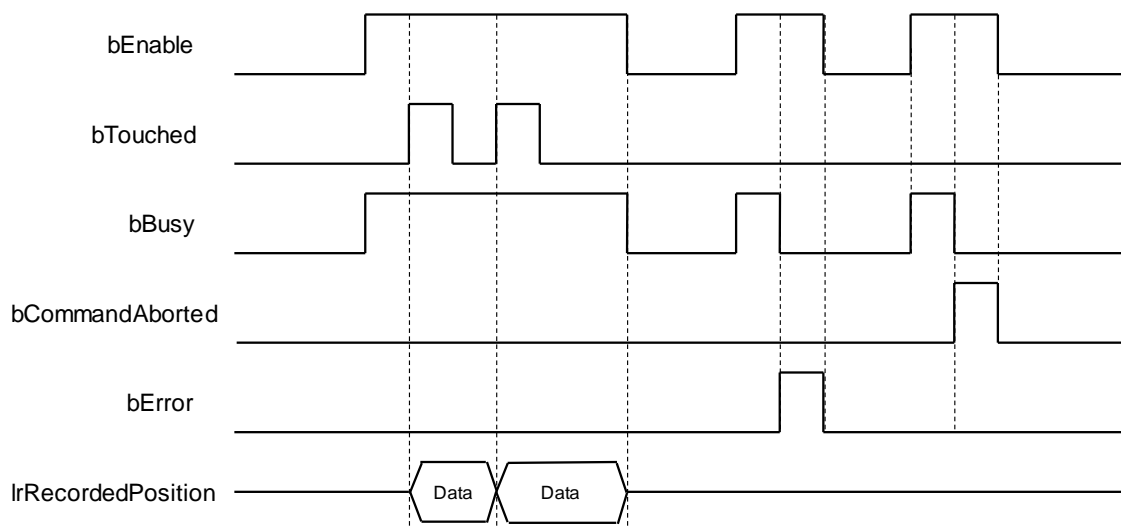 bEnable
bTouched
bBusy
bCommandAborted
bError
lrRecordedPosition Data Data